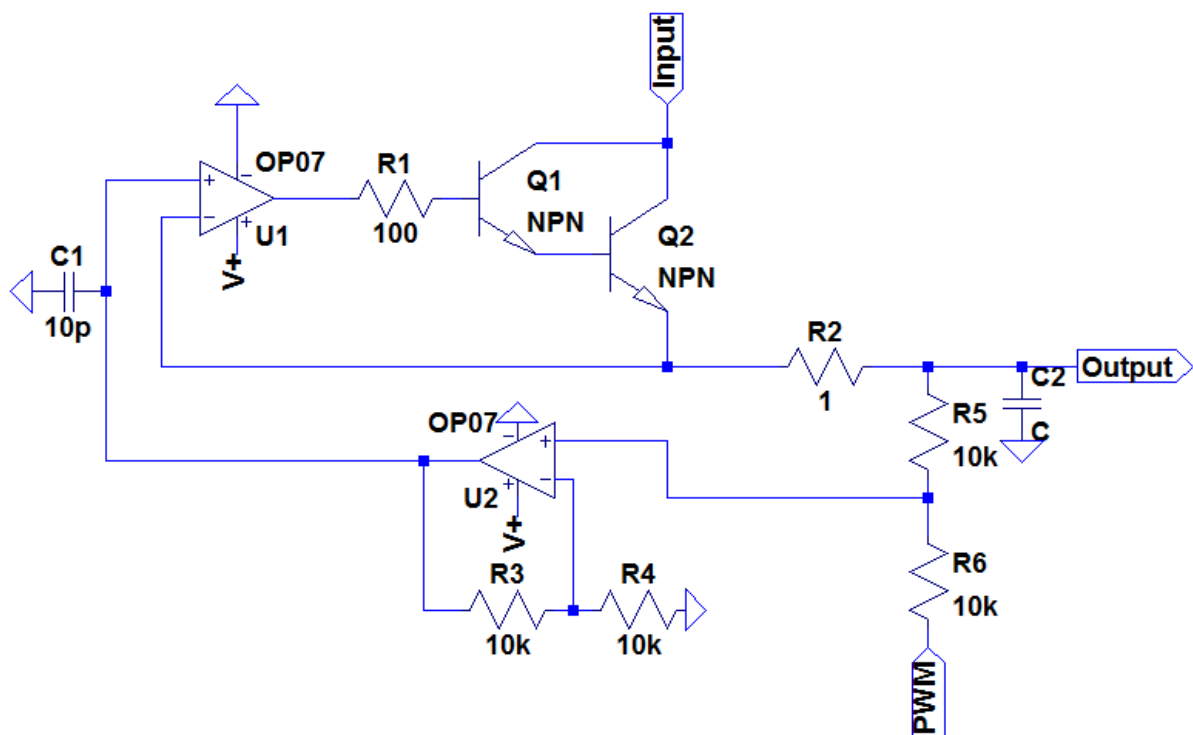 Input
OP07
R1
Q1
NPN
100
U1
V+
Q2
NPN
C1
10p
R2
1
Output
C2
C
R5
10k
OP07
U2
V+
R3
10k
R4
10k
R6
10k
PWM